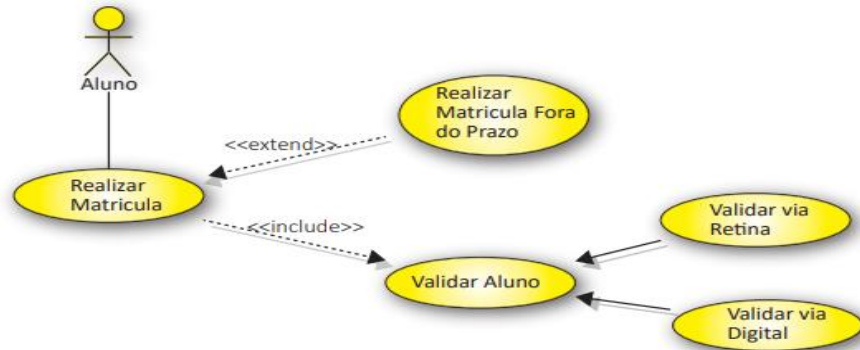 Aluno
Realizar
Matricula Fora
do Prazo
<<extend>>
Realizar
Matricula
<<include>>
Validar via
Retina
Validar Aluno
Validar via
Digital